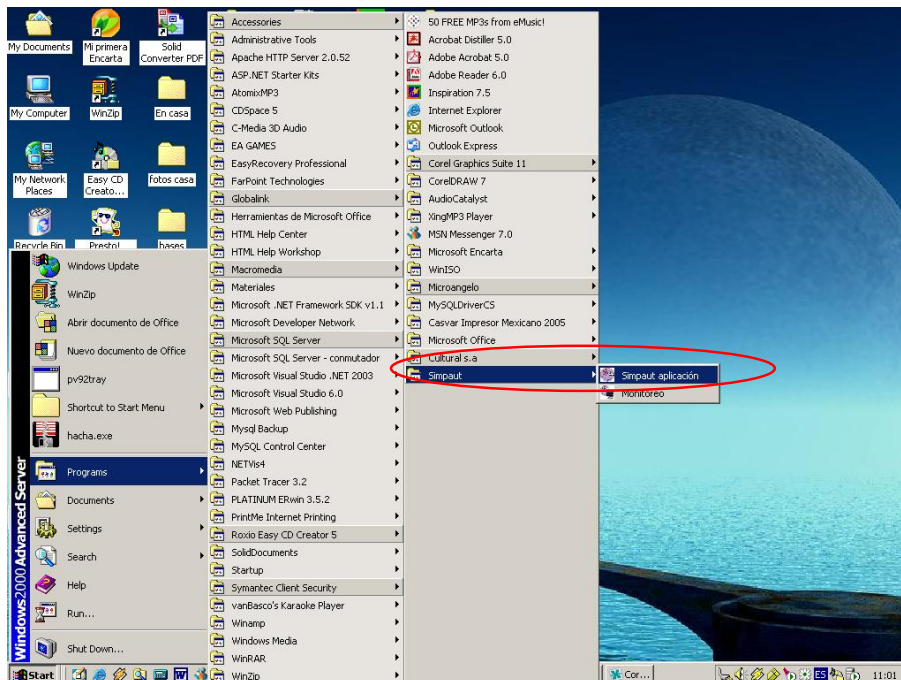 My Documents
Mi primera Encarta
Solid Converter PDF
My Computer
WinZip
En casa
My Network Places
Easy CD Creato...
fotos casa
Recycle Bin
Presto!
bases
Windows Update
WinZip
Abrir documento de Office
Nuevo documento de Office
pv92tray
Shortcut to Start Menu
hacha.exe
Programs
Documents
Settings
Search
Help
Run...
Shut Down...
Windows2000 Advanced Server
Accessories
Administrative Tools
Apache HTTP Server 2.0.52
ASP.NET Starter Kits
AtomixMP3
CDSpace 5
C-Media 3D Audio
EA GAMES
EasyRecovery Professional
FarPoint Technologies
Globalink
Herramientas de Microsoft Office
HTML Help Center
HTML Help Workshop
Macromedia
Materiales
Microsoft .NET Framework SDK v1.1
Microsoft Developer Network
Microsoft SQL Server
Microsoft SQL Server - conmutador
Microsoft Visual Studio .NET 2003
Microsoft Visual Studio 6.0
Microsoft Web Publishing
Mysql Backup
MySQL Control Center
NETVis4
Packet Tracer 3.2
PLATINUM ERwin 3.5.2
PrintMe Internet Printing
Roxio Easy CD Creator 5
SolidDocuments
Startup
Symantec Client Security
vanBasco's Karaoke Player
Winamp
Windows Media
WinRAR
WinZip
50 FREE MP3s from eMusic!
Acrobat Distiller 5.0
Adobe Acrobat 5.0
Adobe Reader 6.0
Inspiration 7.5
Internet Explorer
Microsoft Outlook
Outlook Express
Corel Graphics Suite 11
CorelDRAW 7
AudioCatalyst
XingMP3 Player
MSN Messenger 7.0
Microsoft Encarta
WinISO
Microangelo
MySQLDriverCS
Casvar Impresor Mexicano 2005
Microsoft Office
Cultural s.a
Simpaut
Simpaut aplicación
Monitoreo
Start
Cor...
ES
11:01